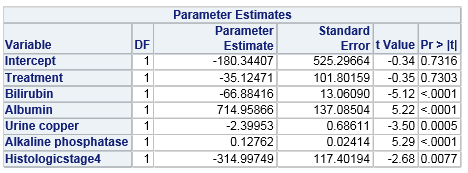 Parameter Estimates
Variable DF Parameter Estimate Standard Error t Value Pr > |t|
Intercept 1 -180.34407 525.29664 -0.34 0.7316
Treatment 1 -35.12471 101.80159 -0.35 0.7303
Bilirubin 1 -66.88416 13.06090 -5.12 <.0001
Albumin 1 714.95866 137.08504 5.22 <.0001
Urine copper 1 -2.39953 0.68611 -3.50 0.0005
Alkaline phosphatase 1 0.12762 0.02414 5.29 <.0001
Histologicstage4 1 -314.99749 117.40194 -2.68 0.0077